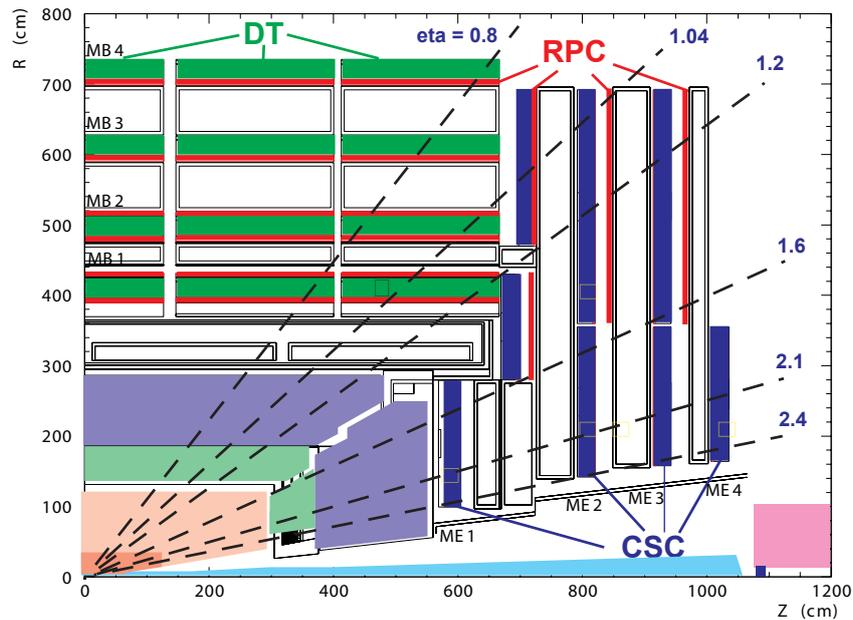 R (cm)
800
700
600
500
400
300
200
100
0
MB 4
MB 3
MB 2
MB 1
DT
eta = 0.8
RPC
1.04
1.2
1.6
2.1
2.4
ME 1
ME 2
ME 3
ME 4
CSC
0 200 400 600 800 1000 1200
Z (cm)